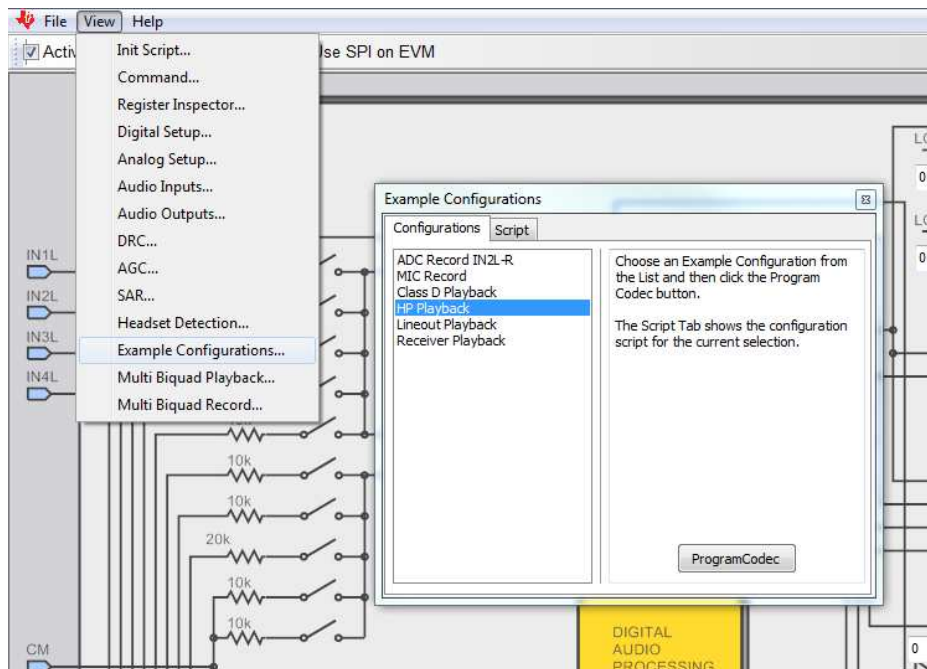 File View Help
Activ
Use SPI on EVM
Init Script...
Command...
Register Inspector...
Digital Setup...
Analog Setup...
Audio Inputs...
Audio Outputs...
DRC...
AGC...
SAR...
Headset Detection...
Example Configurations...
Multi Biquad Playback...
Multi Biquad Record...
Example Configurations
Configurations Script
ADC Record IN2L-R
MIC Record
Class D Playback
HP Playback
Lineout Playback
Receiver Playback
Choose an Example Configuration from
the List and then click the Program
Codec button.
The Script Tab shows the configuration
script for the current selection.
ProgramCodec
IN1L
IN2L
IN3L
IN4L
CM
10k
10k
20k
10k
10k
DIGITAL
AUDIO
PROCESSING
0
0
0